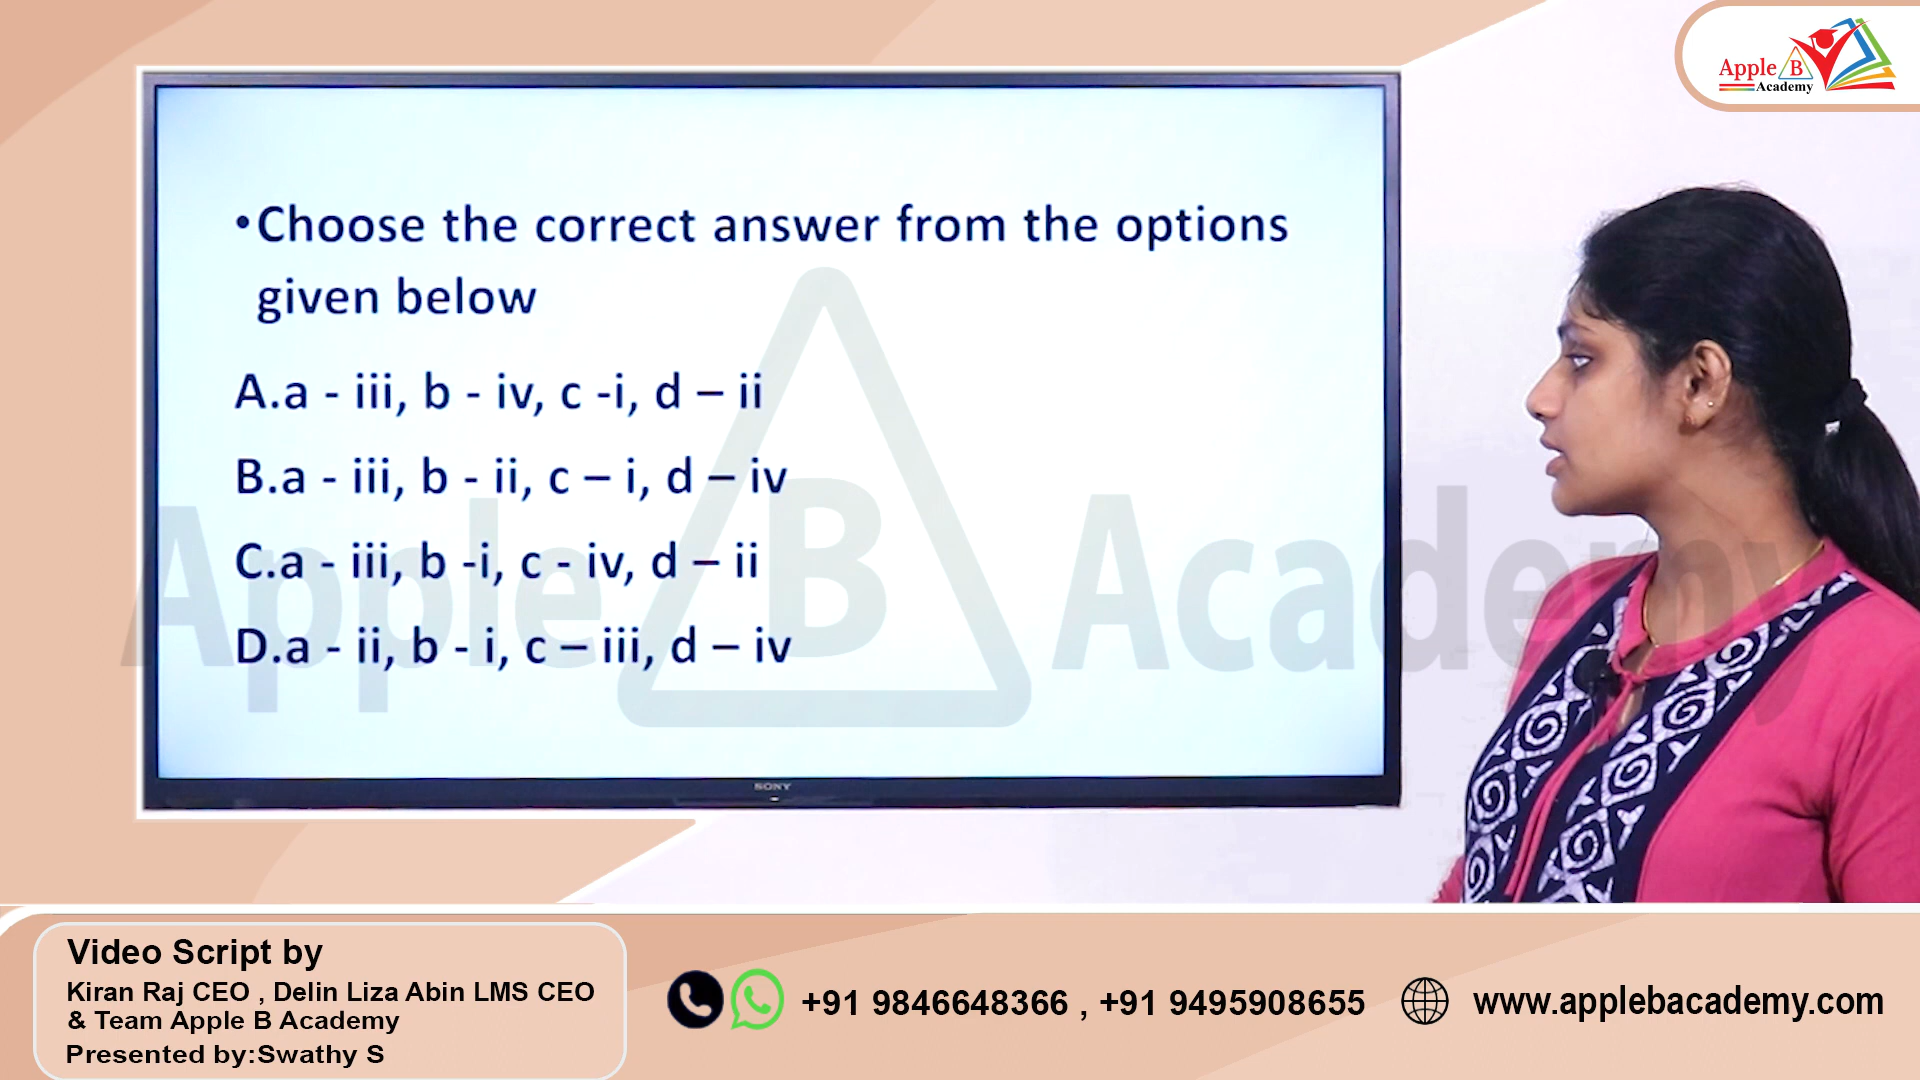 Apple B
Academy
•Choose the correct answer from the options
given below
A.a - iii, b - iv, c -i, d – ii
B.a - iii, b - ii, c – i, d – iv
C.a - iii, b -i, c - iv, d – ii
D.a - ii, b - i, c – iii, d – iv
Apple B Academy
SONY
Video Script by
Kiran Raj CEO , Delin Liza Abin LMS CEO
& Team Apple B Academy
Presented by:Swathy S
+91 9846648366 , +91 9495908655
www.applebacademy.com